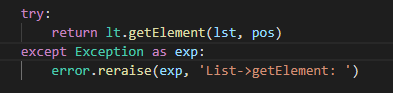 try:
    return lt.getElement(lst, pos)
except Exception as exp:
    error.reraise(exp, 'List->getElement: ')